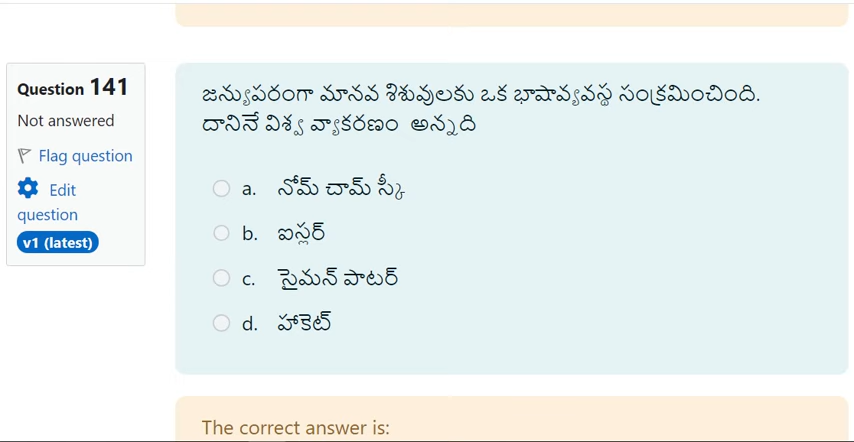 Question 141
Not answered
Flag question
Edit
question
v1 (latest)
జన్యుపరంగా మానవ శిశువులకు ఒక భాషావ్యవస్థ సంక్రమించింది.
దానినే విశ్వ వ్యాకరణం అన్నది
a. నోమ్ చామ్ స్కీ
b. ఐస్లర్
c. సైమన్ పాటర్
d. హాకెట్
The correct answer is: